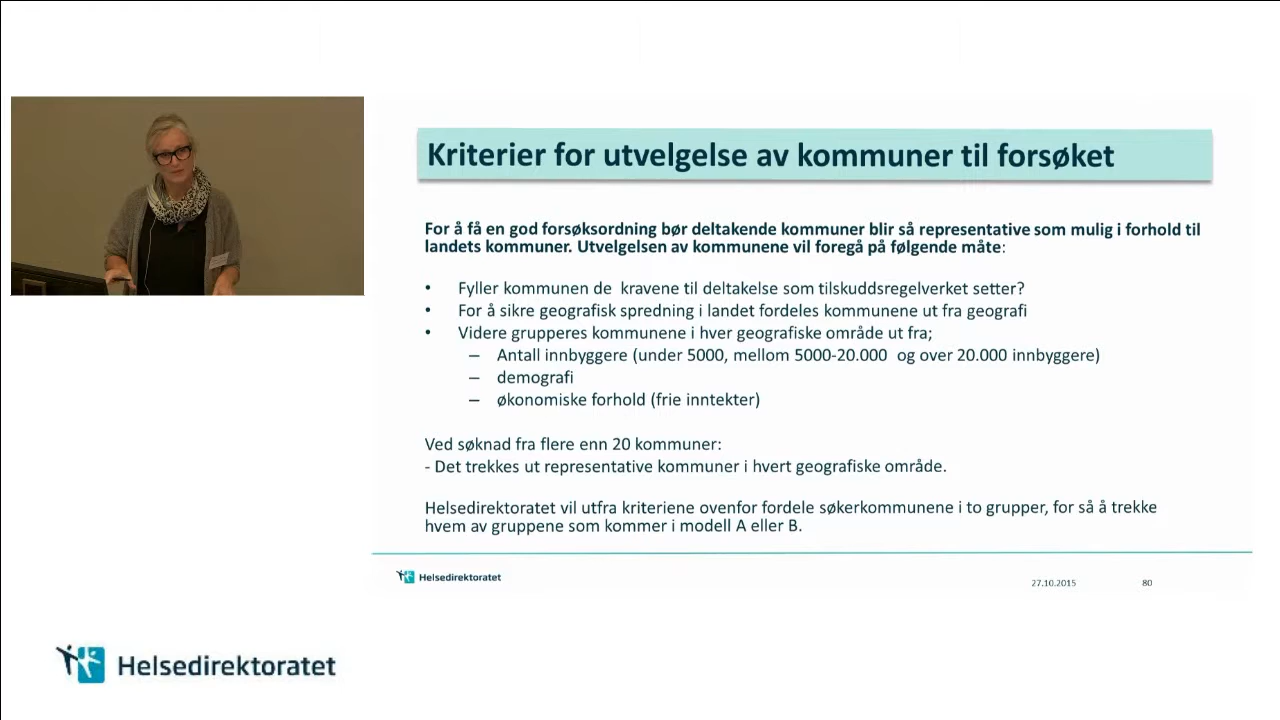 Kriterier for utvelgelse av kommuner til forsøket
For å få en god forsøksordning bør deltakende kommuner blir så representative som mulig i forhold til
landets kommuner. Utvelgelsen av kommunene vil foregå på følgende måte:
• Fyller kommunen de kravene til deltakelse som tilskuddsregelverket setter?
• For å sikre geografisk spredning i landet fordeles kommunene ut fra geografi
• Videre grupperes kommunene i hver geografiske område ut fra;
– Antall innbyggere (under 5000, mellom 5000-20.000 og over 20.000 innbyggere)
– demografi
– økonomiske forhold (frie inntekter)
Ved søknad fra flere enn 20 kommuner:
- Det trekkes ut representative kommuner i hvert geografiske område.
Helsedirektoratet vil utfra kriteriene ovenfor fordele søkerkommunene i to grupper, for så å trekke
hvem av gruppene som kommer i modell A eller B.
Helsedirektoratet
27.10.2015
80
Helsedirektoratet